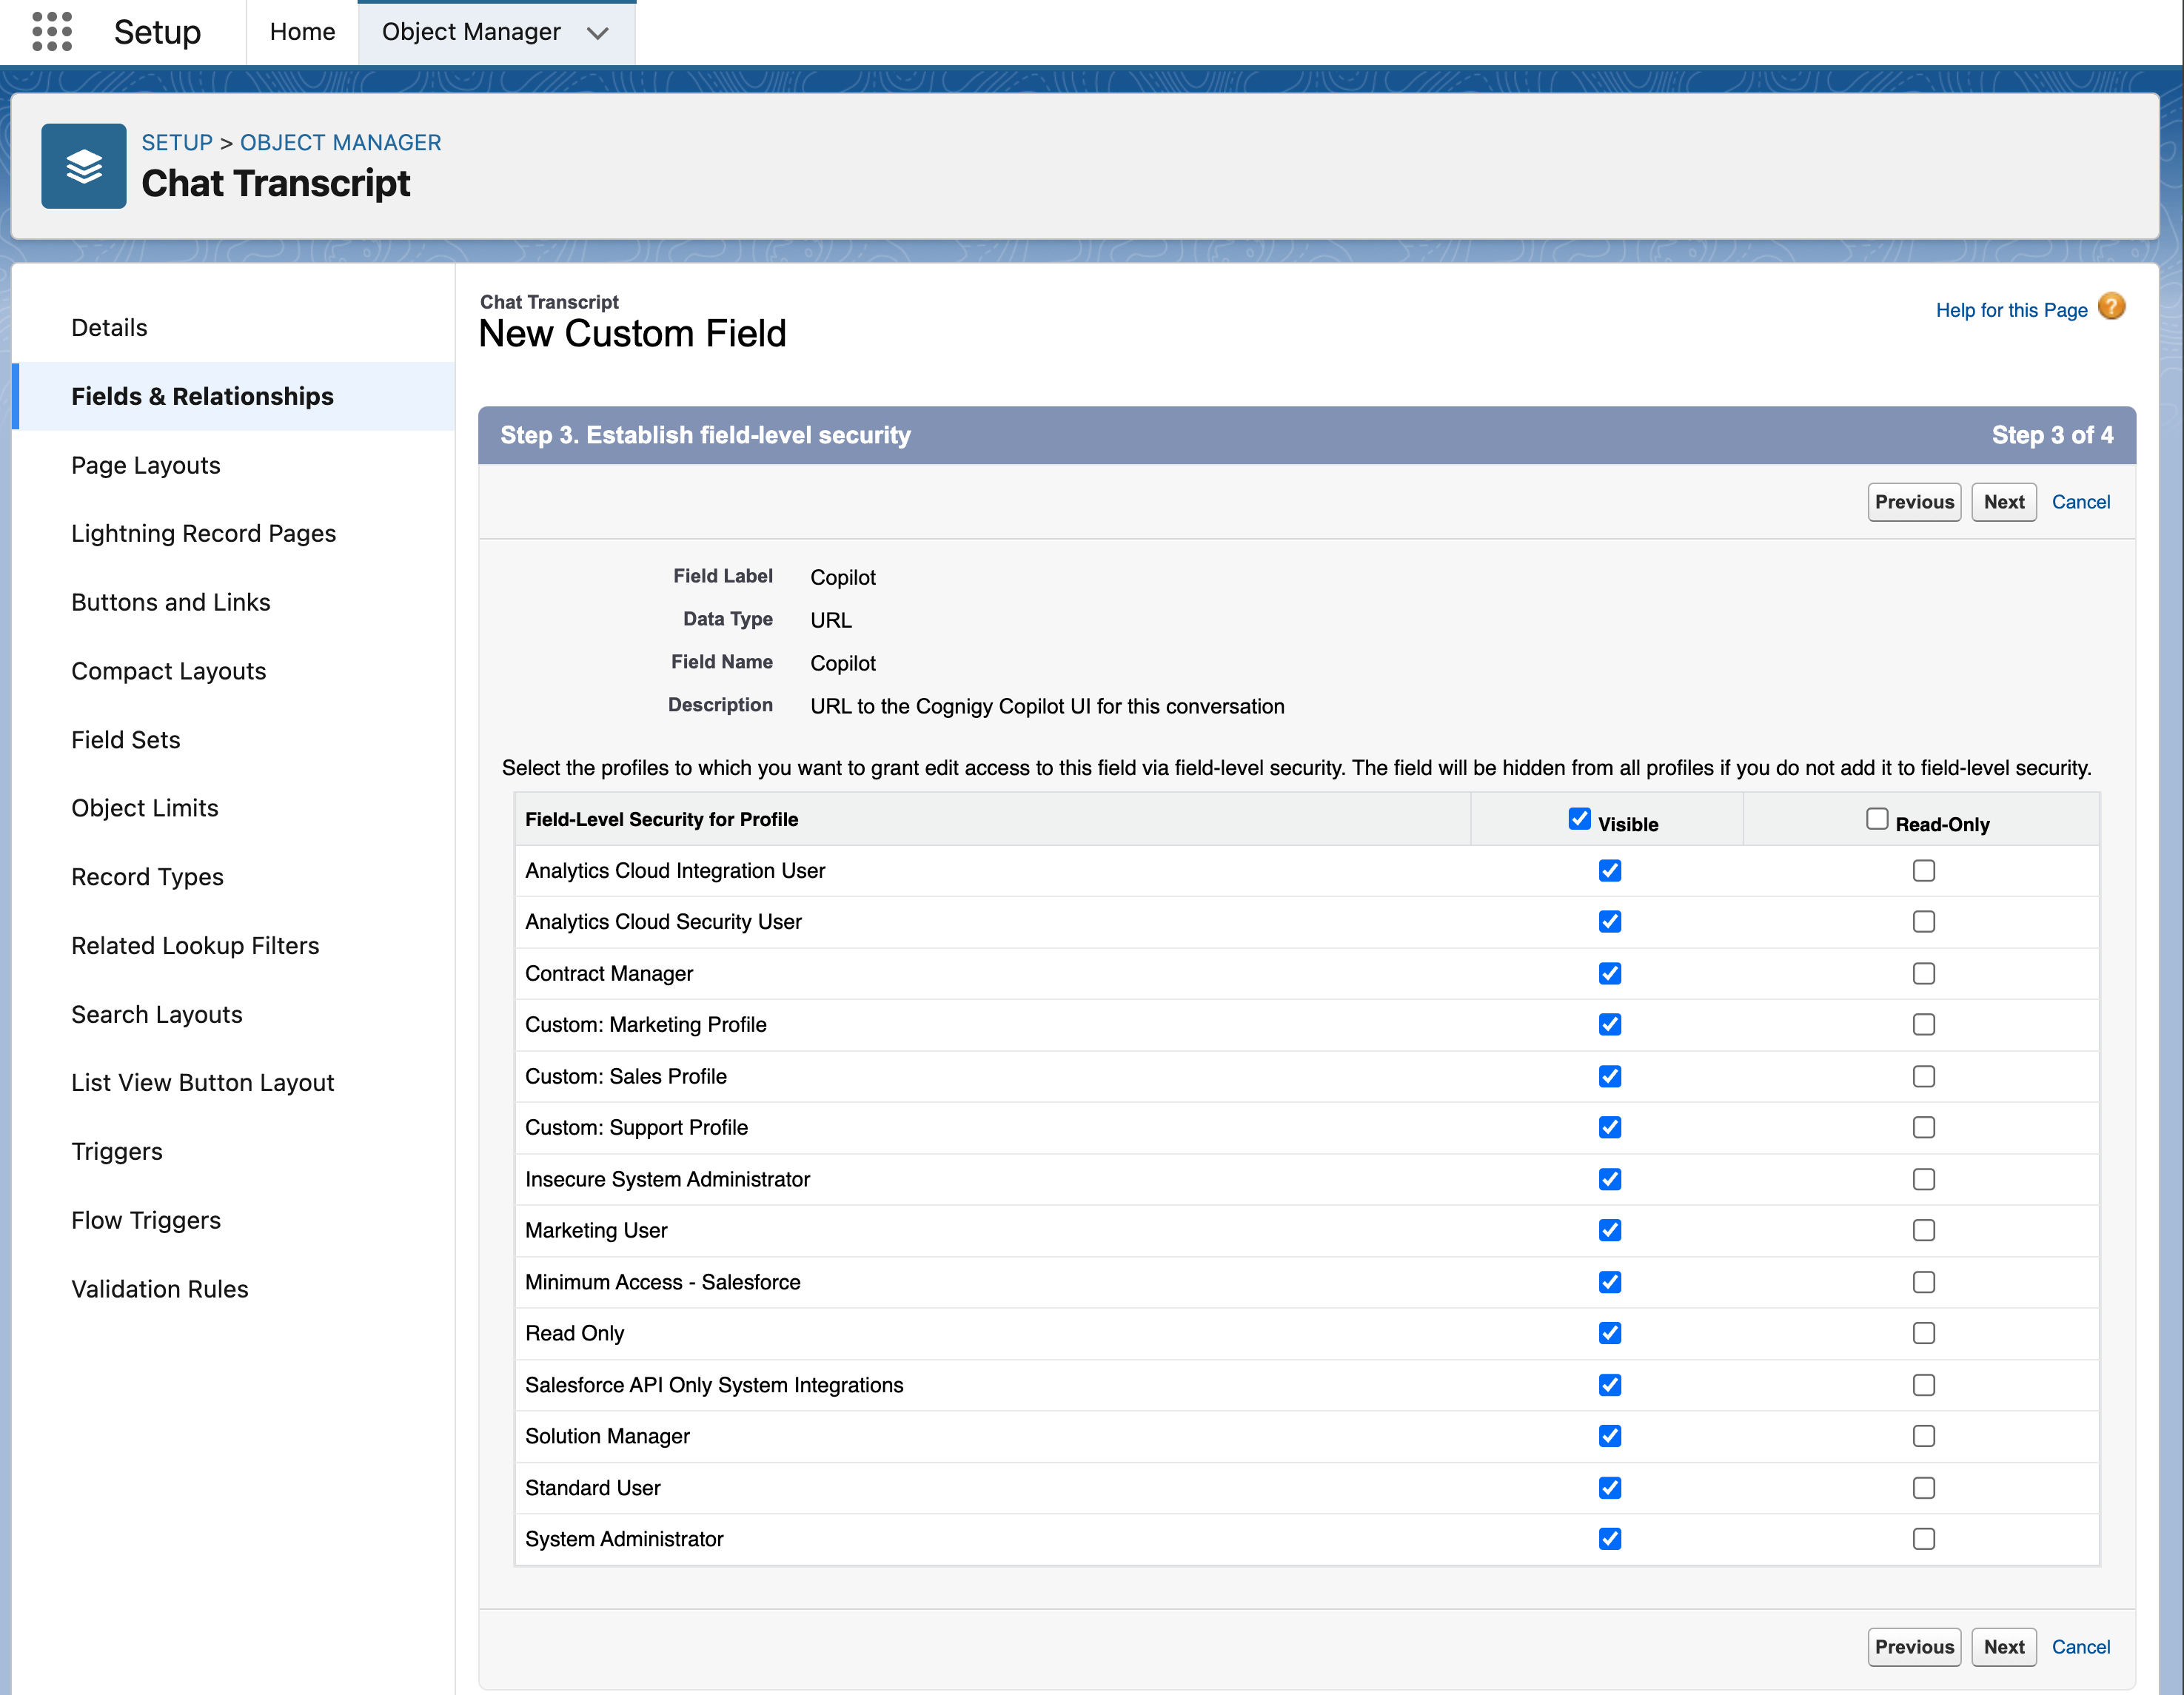 Setup
Home
Object Manager
SETUP > OBJECT MANAGER
Chat Transcript
Details
Fields & Relationships
Page Layouts
Lightning Record Pages
Buttons and Links
Compact Layouts
Field Sets
Object Limits
Record Types
Related Lookup Filters
Search Layouts
List View Button Layout
Triggers
Flow Triggers
Validation Rules
Chat Transcript
New Custom Field
Help for this Page ?
Step 3. Establish field-level security
Step 3 of 4
Previous Next Cancel
Field Label Copilot
Data Type URL
Field Name Copilot
Description URL to the Cognigy Copilot UI for this conversation
Select the profiles to which you want to grant edit access to this field via field-level security. The field will be hidden from all profiles if you do not add it to field-level security.
Field-Level Security for Profile Visible Read-Only
Analytics Cloud Integration User
Analytics Cloud Security User
Contract Manager
Custom: Marketing Profile
Custom: Sales Profile
Custom: Support Profile
Insecure System Administrator
Marketing User
Minimum Access - Salesforce
Read Only
Salesforce API Only System Integrations
Solution Manager
Standard User
System Administrator
Previous Next Cancel